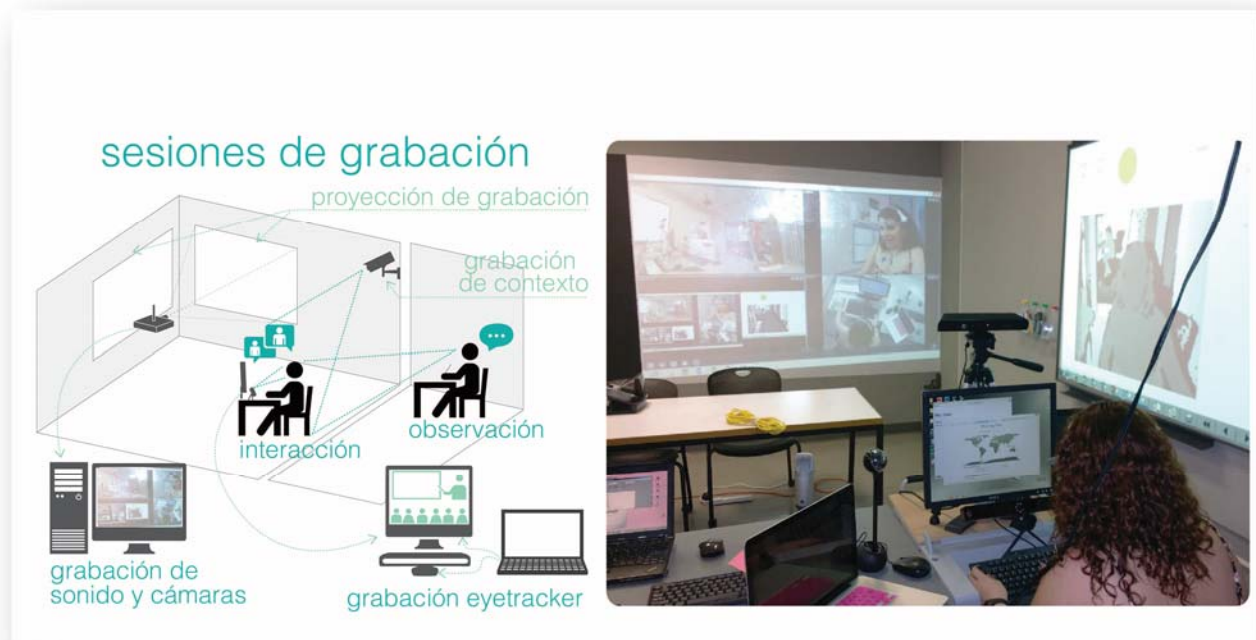 sesiones de grabación
proyección de grabación
grabación
de contexto
interacción
observación
grabación de
sonido y cámaras
grabación eyetracker